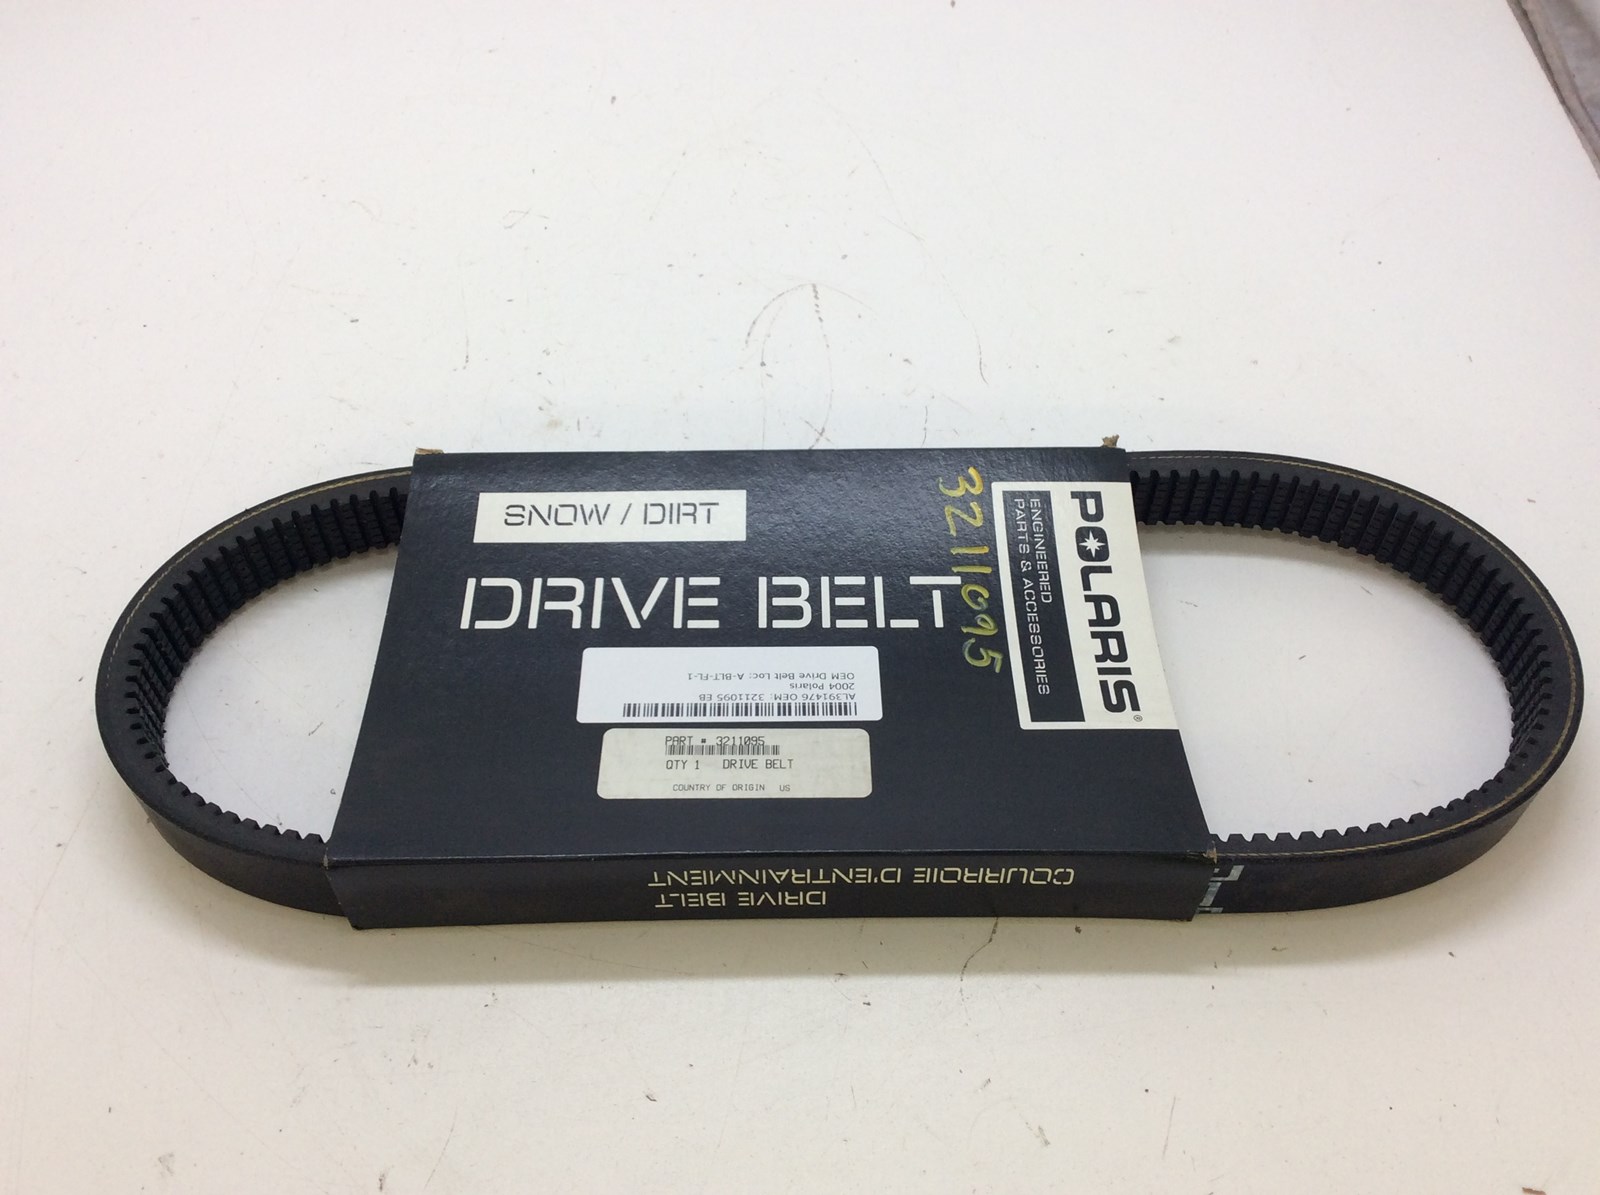 SNOW / DIRT
DRIVE BELT
3211095
POLARIS®
ENGINEERED
PARTS & ACCESSORIES
AL391476 OEM: 3211095 EB
2004 Polaris
OEM Drive Belt Loc: A-BLT-FL-1
PART # 3211095
QTY 1 DRIVE BELT
COUNTRY OF ORIGIN US
DRIVE BELT
COURROIE D'ENTRAINMENT